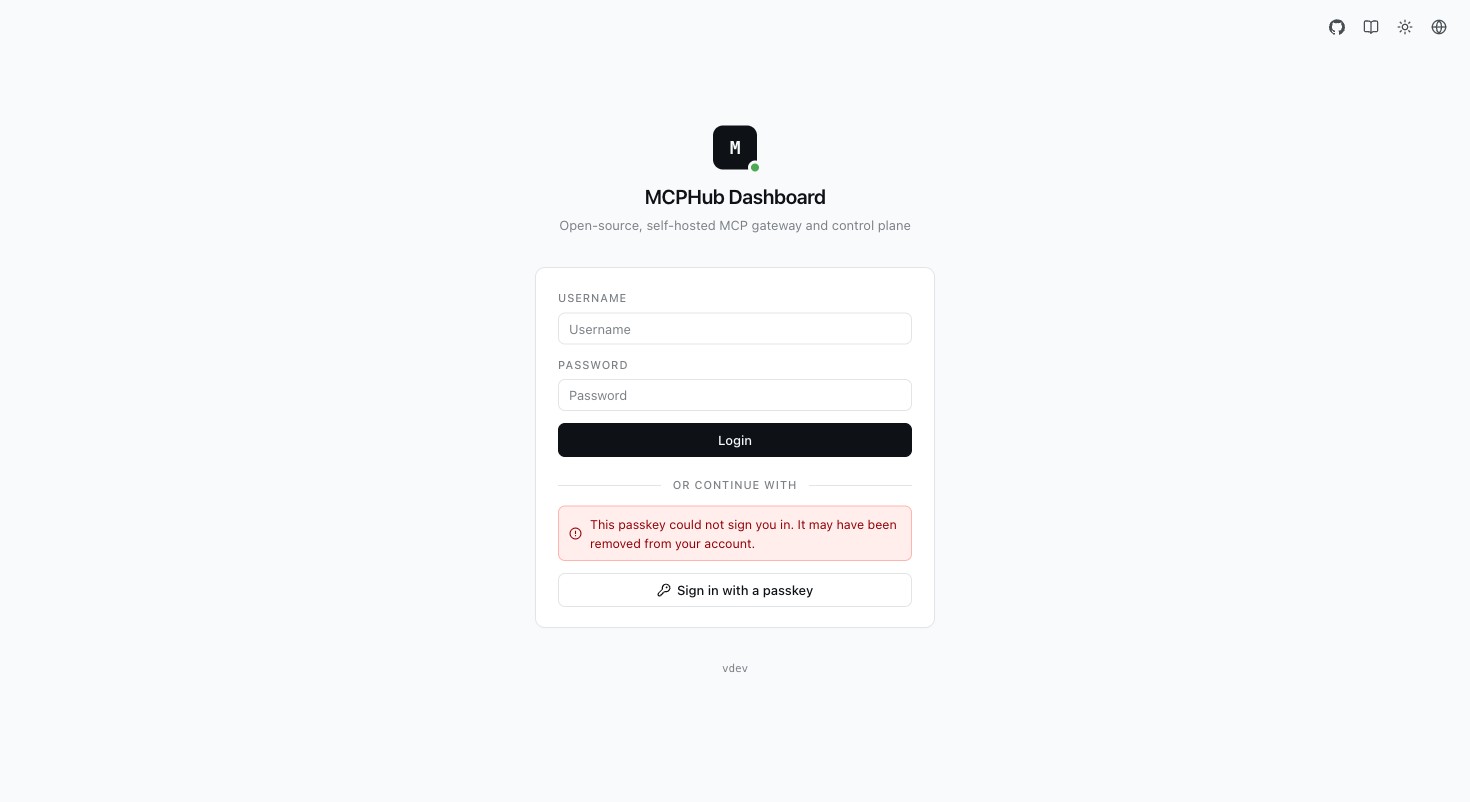 M
MCPHub Dashboard
Open-source, self-hosted MCP gateway and control plane
USERNAME
Username
PASSWORD
Password
Login
OR CONTINUE WITH
This passkey could not sign you in. It may have been
removed from your account.
Sign in with a passkey
vdev